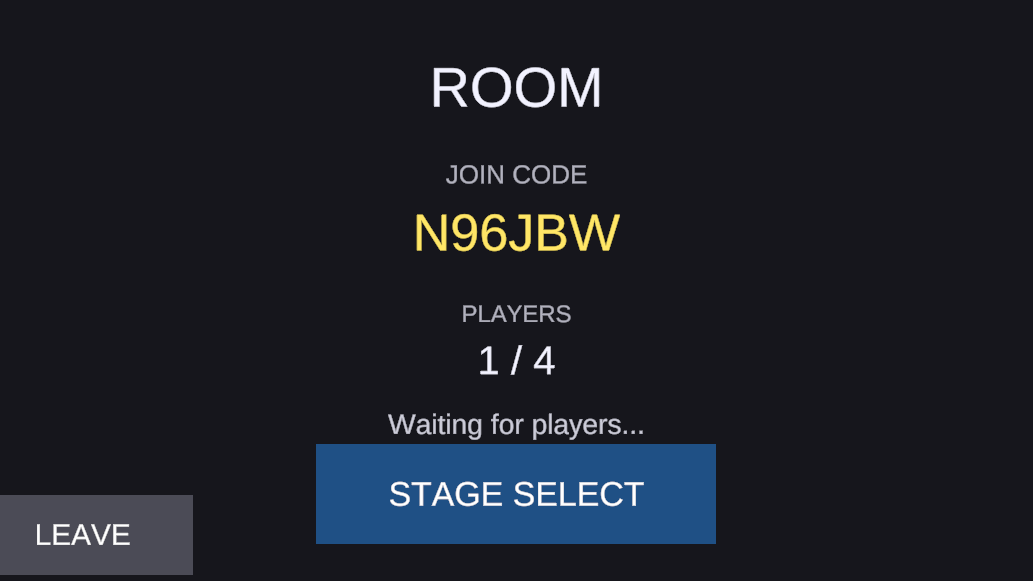 ROOM
JOIN CODE
N96JBW
PLAYERS
1 / 4
Waiting for players...
STAGE SELECT
LEAVE